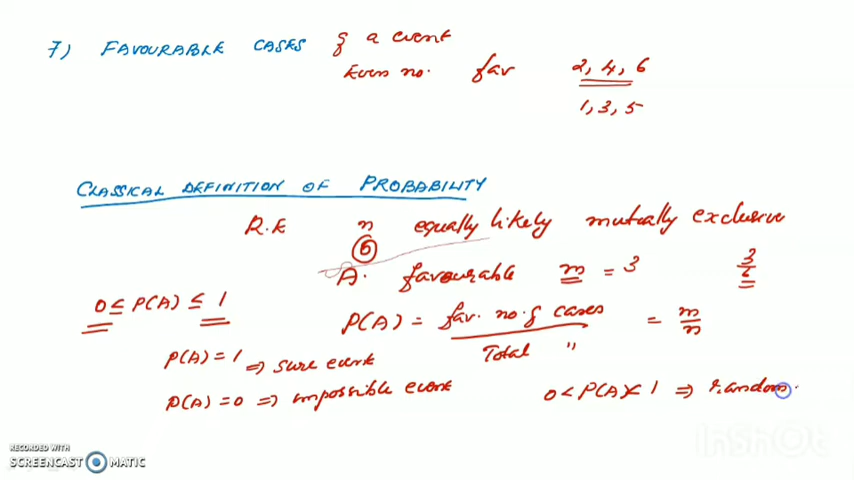 7) FAVOURABLE CASES of a event
Even no. fav 2, 4, 6
1, 3, 5
CLASSICAL DEFINITION OF PROBABILITY
R.E n equally likely mutually exclusive
6
A. favourable m = 3 3/6
0 ≤ P(A) ≤ 1
P(A) = fav. no. of cases / Total " = m/n
P(A) = 1 ⇒ sure event
P(A) = 0 ⇒ impossible event 0 < P(A) < 1 ⇒ random.
RECORDED WITH
SCREENCAST MATIC
InShOt